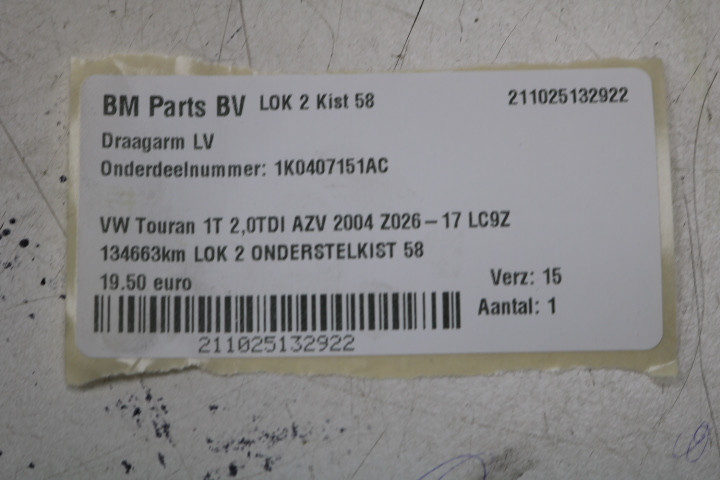 BM Parts BV LOK 2 Kist 58 211025132922
Draagarm LV
Onderdeelnummer: 1K0407151AC
VW Touran 1T 2,0TDI AZV 2004 Z026-17 LC9Z
134663km LOK 2 ONDERSTELKIST 58
19.50 euro Verz: 15
Aantal: 1
211025132922